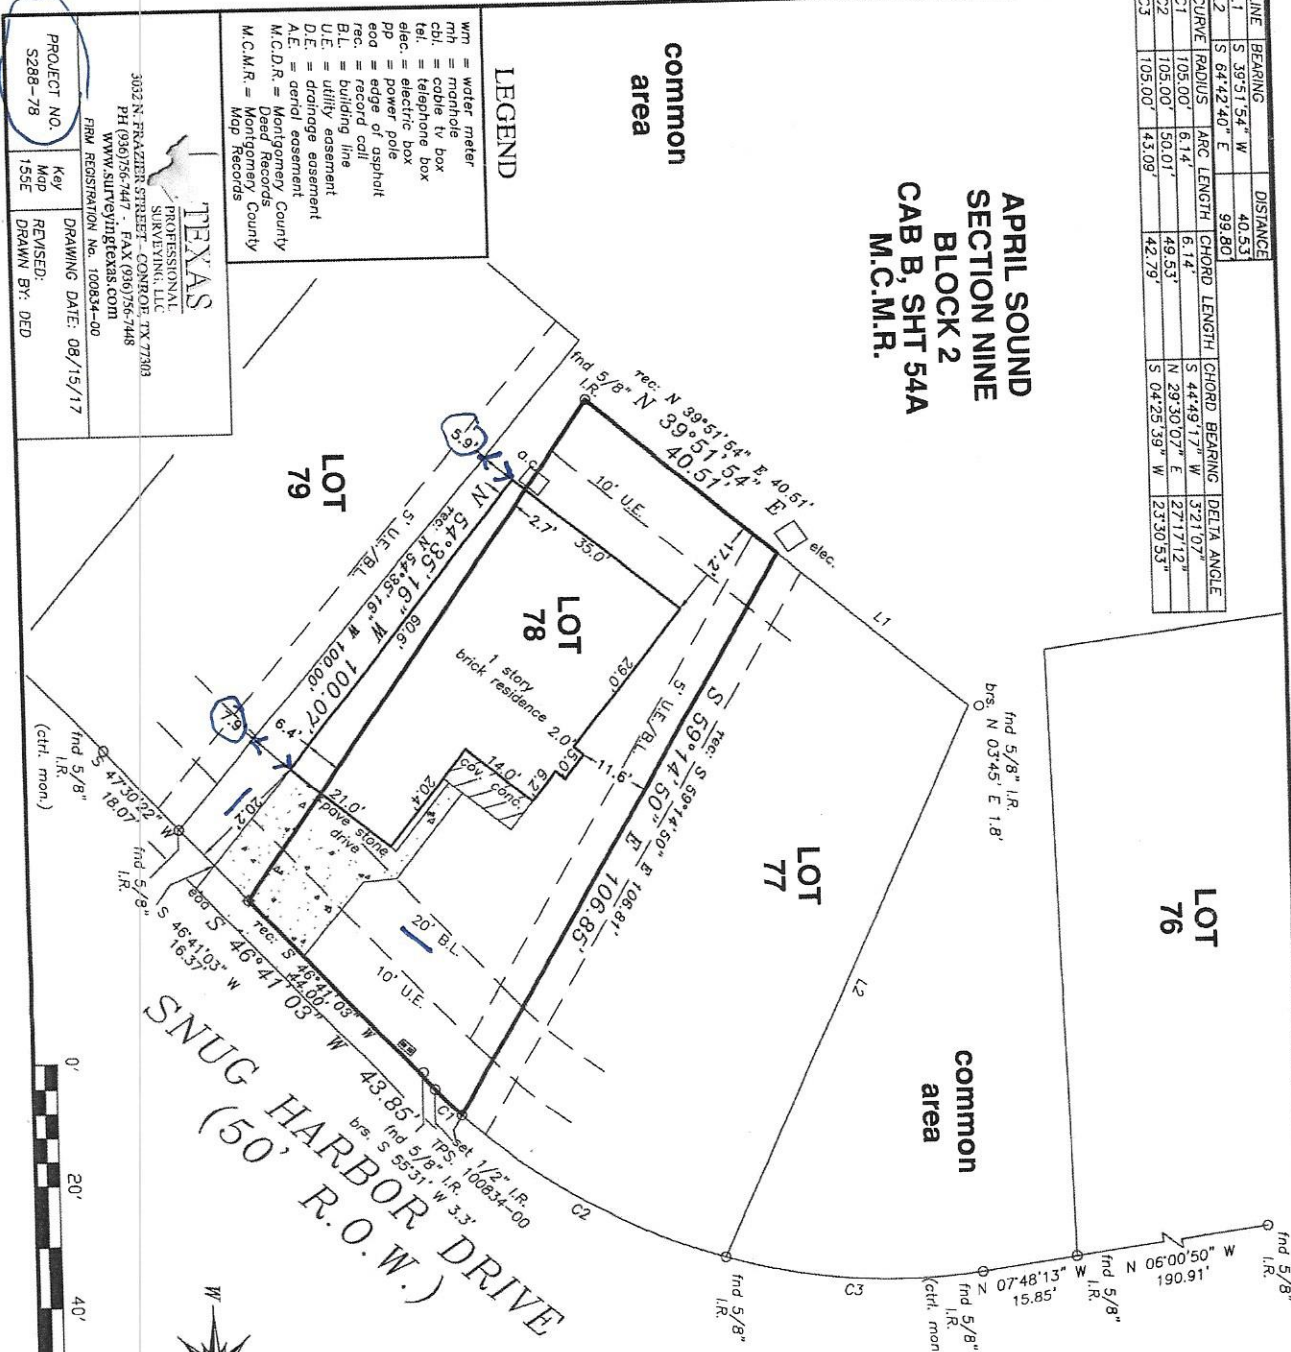 LINE BEARING DISTANCE
L1 S 39°51'54" W 40.53'
L2 S 64°42'40" E 99.80'
CURVE RADIUS ARC LENGTH CHORD LENGTH CHORD BEARING DELTA ANGLE
C1 105.00' 6.14' 6.14' S 44°49'17" W 3°21'07"
C2 105.00' 50.01' 49.53' N 29°30'07" E 27°17'12"
C3 105.00' 43.09' 42.79' S 04°25'39" W 23°30'53"
APRIL SOUND
SECTION NINE
BLOCK 2
CAB B, SHT 54A
M.C.M.R.
common
area
LEGEND
wm = water meter
mh = manhole
cbl. = cable tv box
tel. = telephone box
elec. = electric box
pp = power pole
eoa = edge of asphalt
rec. = record call
B.L. = building line
U.E. = utility easement
D.E. = drainage easement
A.E. = aerial easement
M.C.D.R. = Montgomery County
Deed Records
M.C.M.R. = Montgomery County
Map Records
TEXAS
PROFESSIONAL
SURVEYING, LLC
3032 N. FRAZIER STREET - CONROE, TX 77303
PH (936)756-7447 - FAX (936)756-7448
www.surveyingtexas.com
FIRM REGISTRATION No. 100834-00
PROJECT NO.
S288-78
Key
Map
155E
DRAWING DATE: 08/15/17
REVISED:
DRAWN BY: DED
LOT
76
common
area
LOT
77
LOT
78
LOT
79
rec: N 39°51'54" E 40.51'
N 39°51'54" E
40.51'
fnd 5/8"
I.R.
elec.
L1
fnd 5/8" I.R.
brs. N 03°45' E 1.8'
L2
10' U.E.
17.2'
a.c.
5.9'
2.7'
35.0'
29.0'
1 story
brick residence
2.0'
5.0'
6.2'
11.6'
14.0'
cov. conc.
20.4'
60.6'
6.4'
7.9'
21.0'
20.2'
pave stone
drive
5' U.E./B.L.
rec: S 59°14'50" E 106.81'
S 59°14'50" E 106.85'
N 54°35'16" W 100.07'
rec: N 54°35'16" W 100.00'
5' U.E./B.L.
20' B.L.
10' U.E.
S 47°30'22" W
18.07'
fnd 5/8"
I.R.
(ctrl. mon.)
fnd 5/8"
I.R.
eoa
S 46°41'03" W
16.37'
rec: S 46°41'03" W
44.00'
S 46°41'03" W 43.85'
C1
set 1/2" I.R.
TPS. 100834-00
fnd 5/8" I.R.
brs. S 55°31' W 3.3'
C2
fnd 5/8"
I.R.
C3
fnd 5/8"
I.R.
(ctrl. mon
N 07°48'13" W
15.85'
fnd 5/8"
I.R.
N 06°00'50" W
190.91'
fnd 5/8"
I.R.
SNUG HARBOR DRIVE
(50' R.O.W.)
0'
20'
40'
W